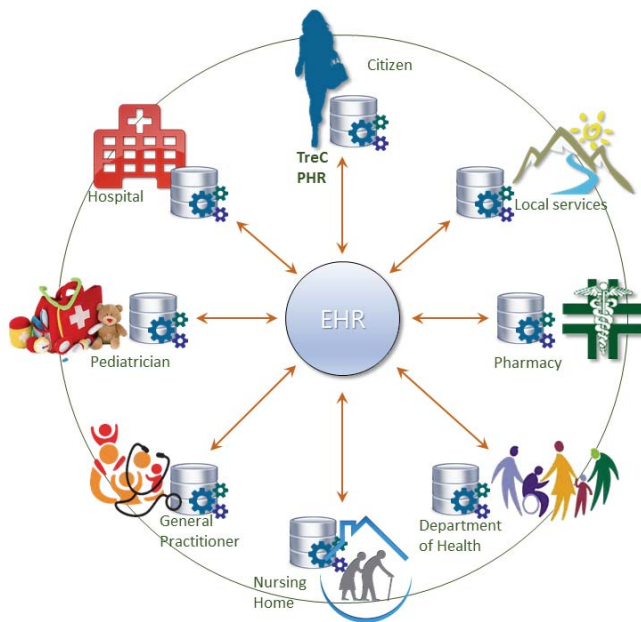 Citizen
TreC
PHR
Hospital
Local services
EHR
Pediatrician
Pharmacy
General
Practitioner
Department
of Health
Nursing
Home